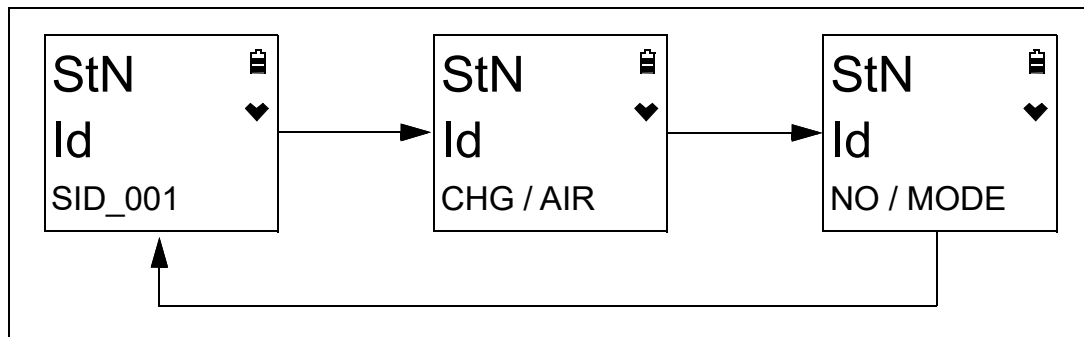 StN
Id
SID_001
StN
Id
CHG / AIR
StN
Id
NO / MODE